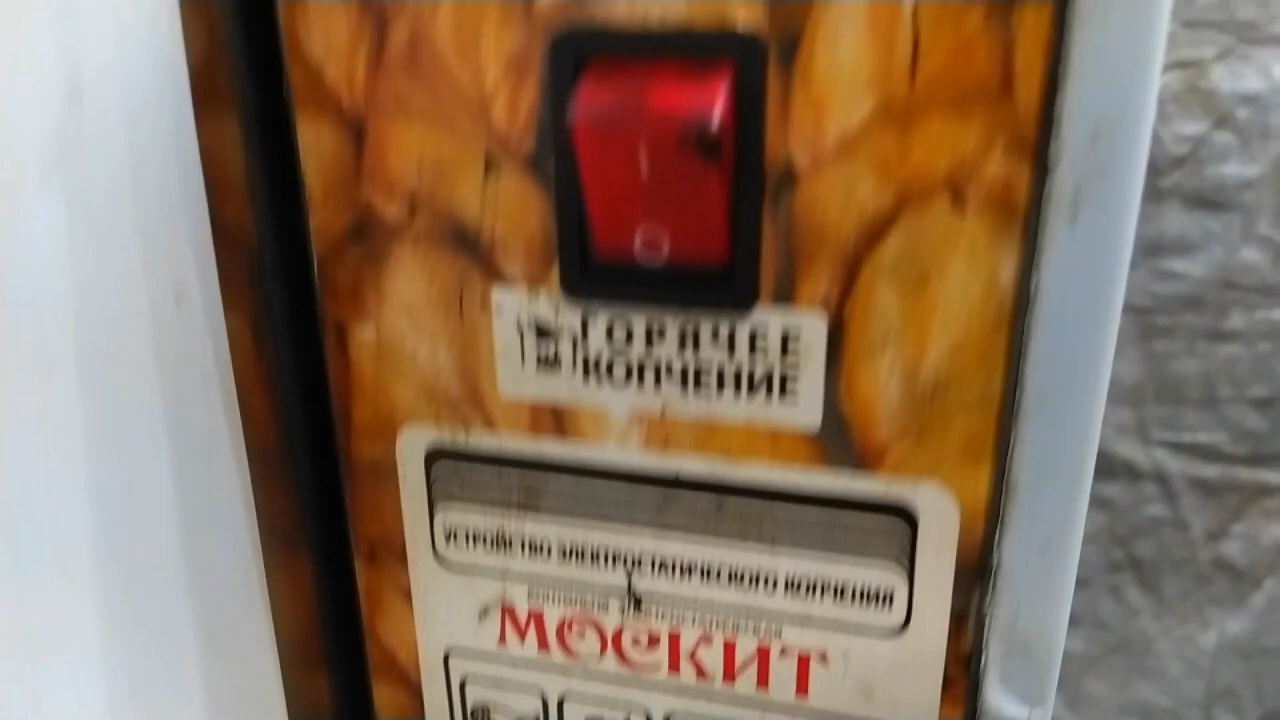 ГОРЯЧЕЕ
КОПЧЕНИЕ
УСТРОЙСТВО ЭЛЕКТРОСТАТИЧЕСКОГО КОПЧЕНИЯ
МОСКИТ